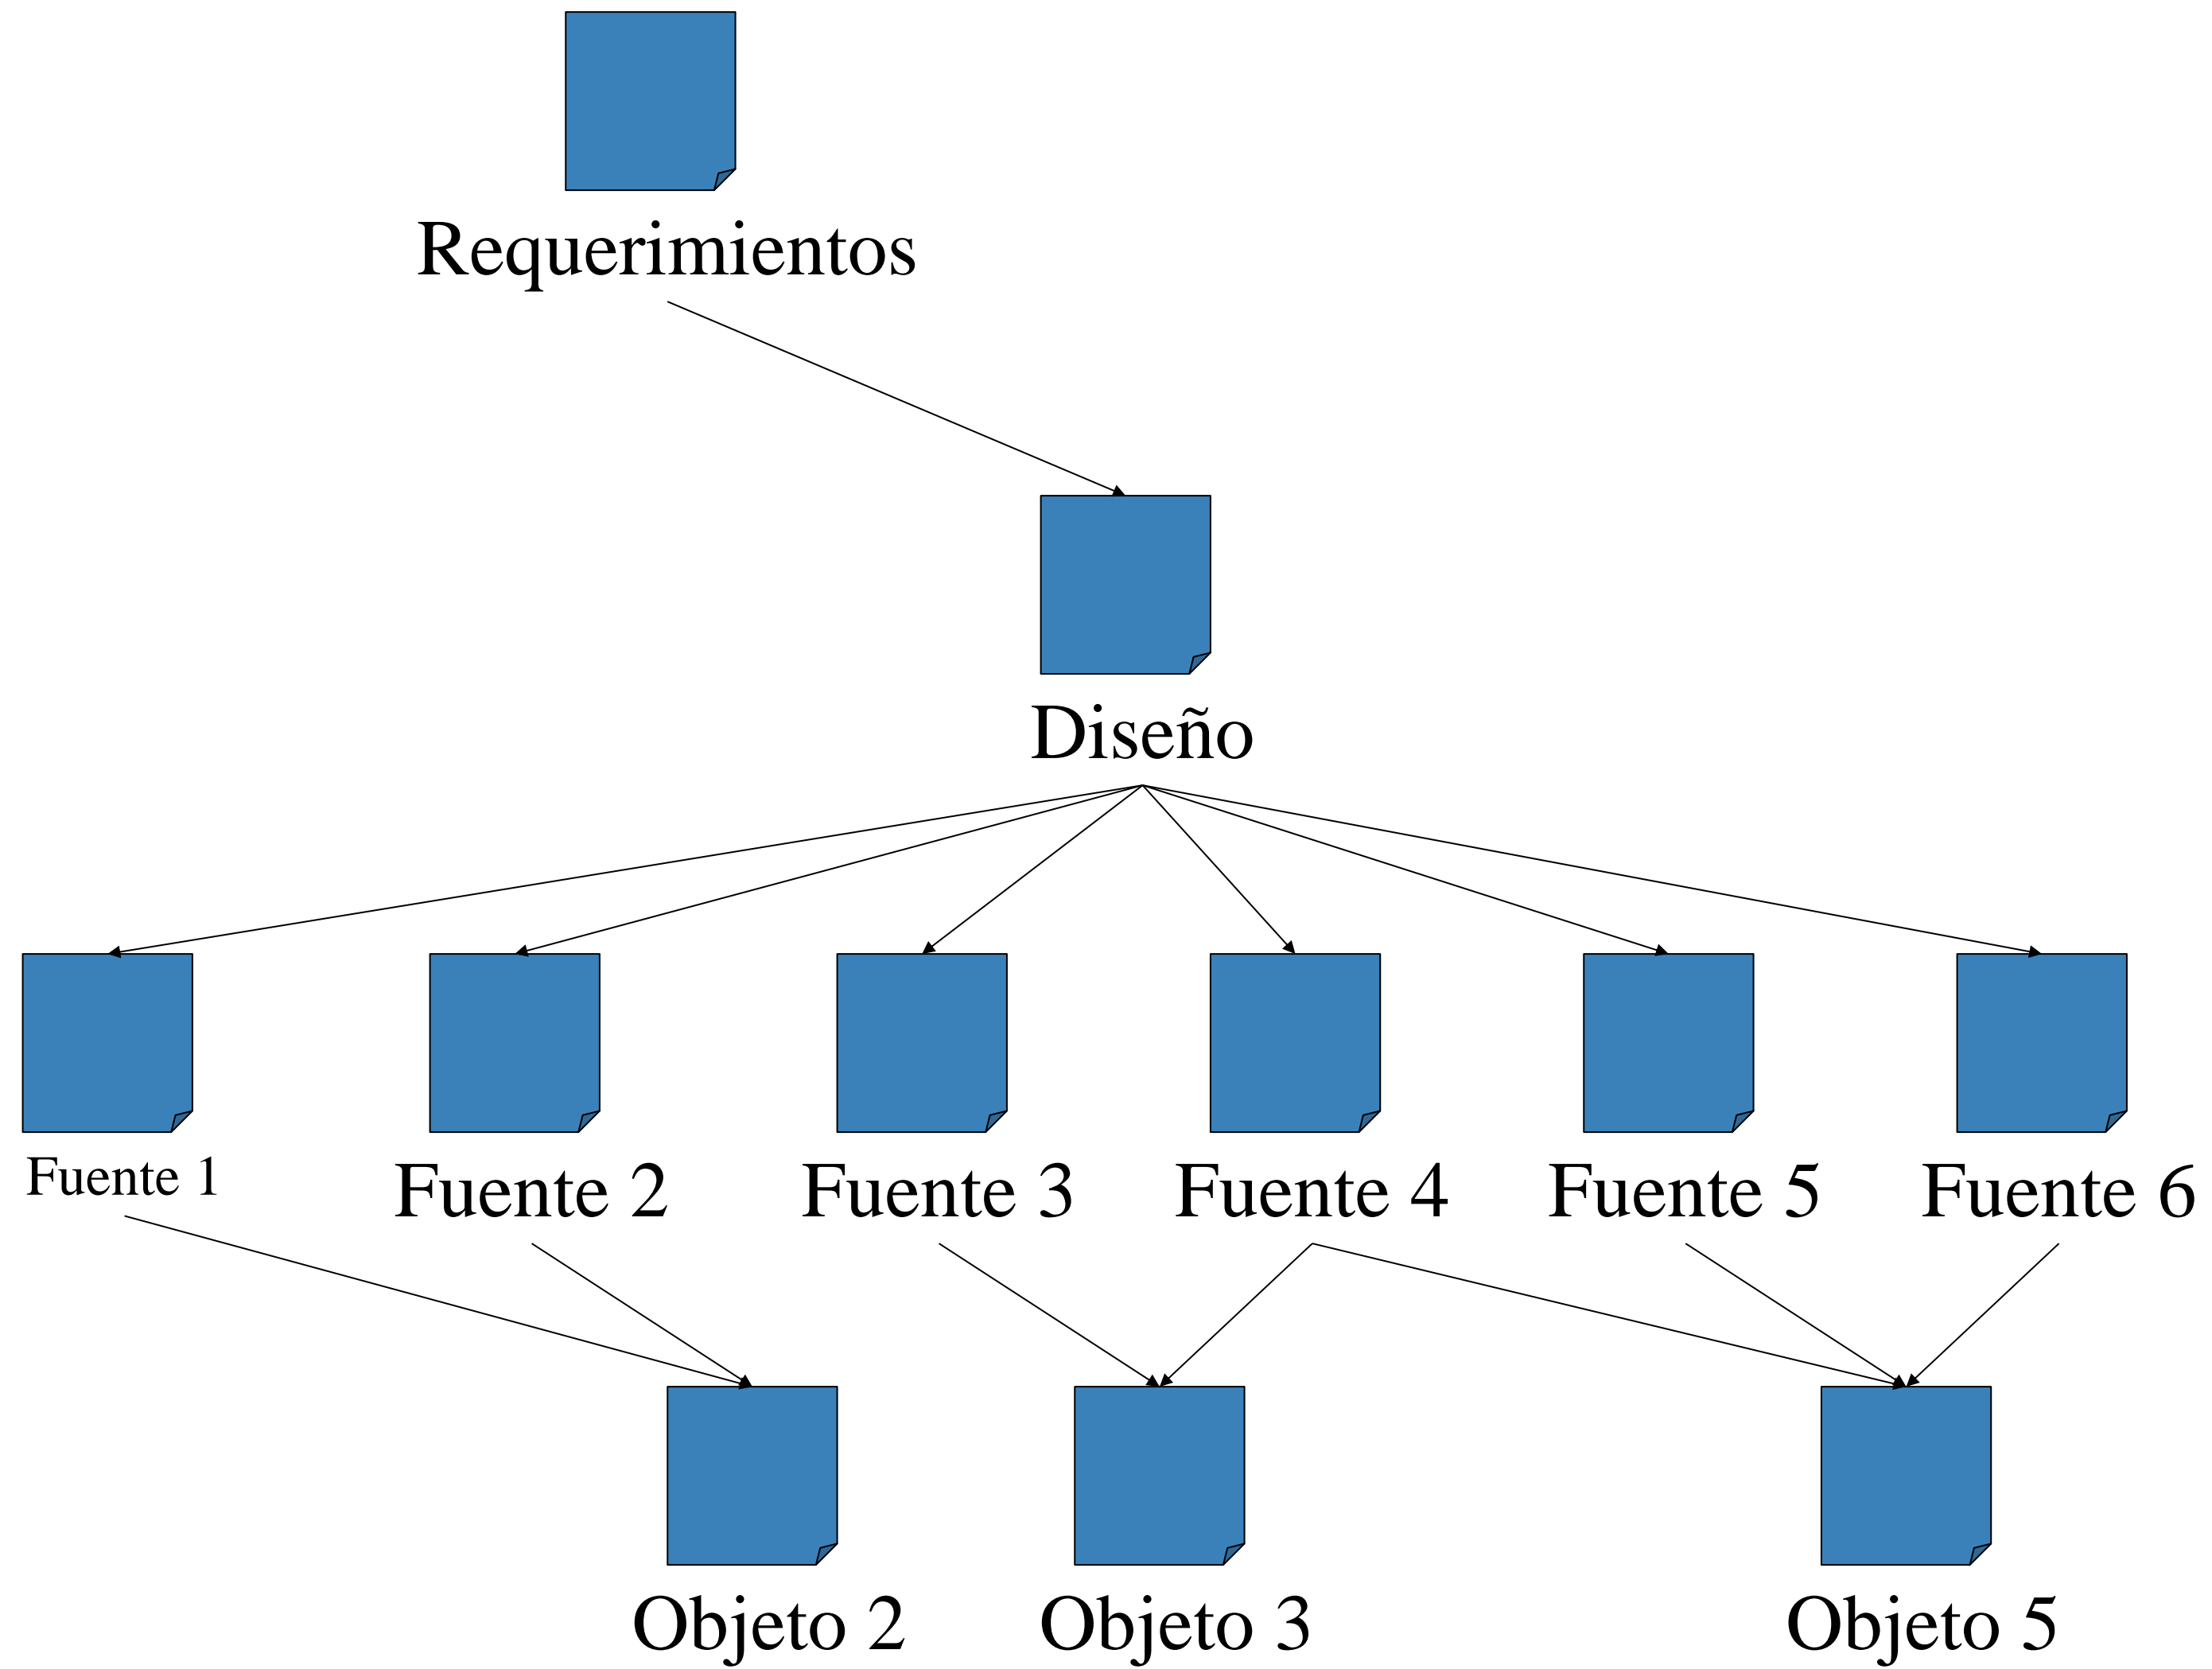 Requerimientos
Diseño
Fuente 1
Fuente 2
Fuente 3
Fuente 4
Fuente 5
Fuente 6
Objeto 2
Objeto 3
Objeto 5